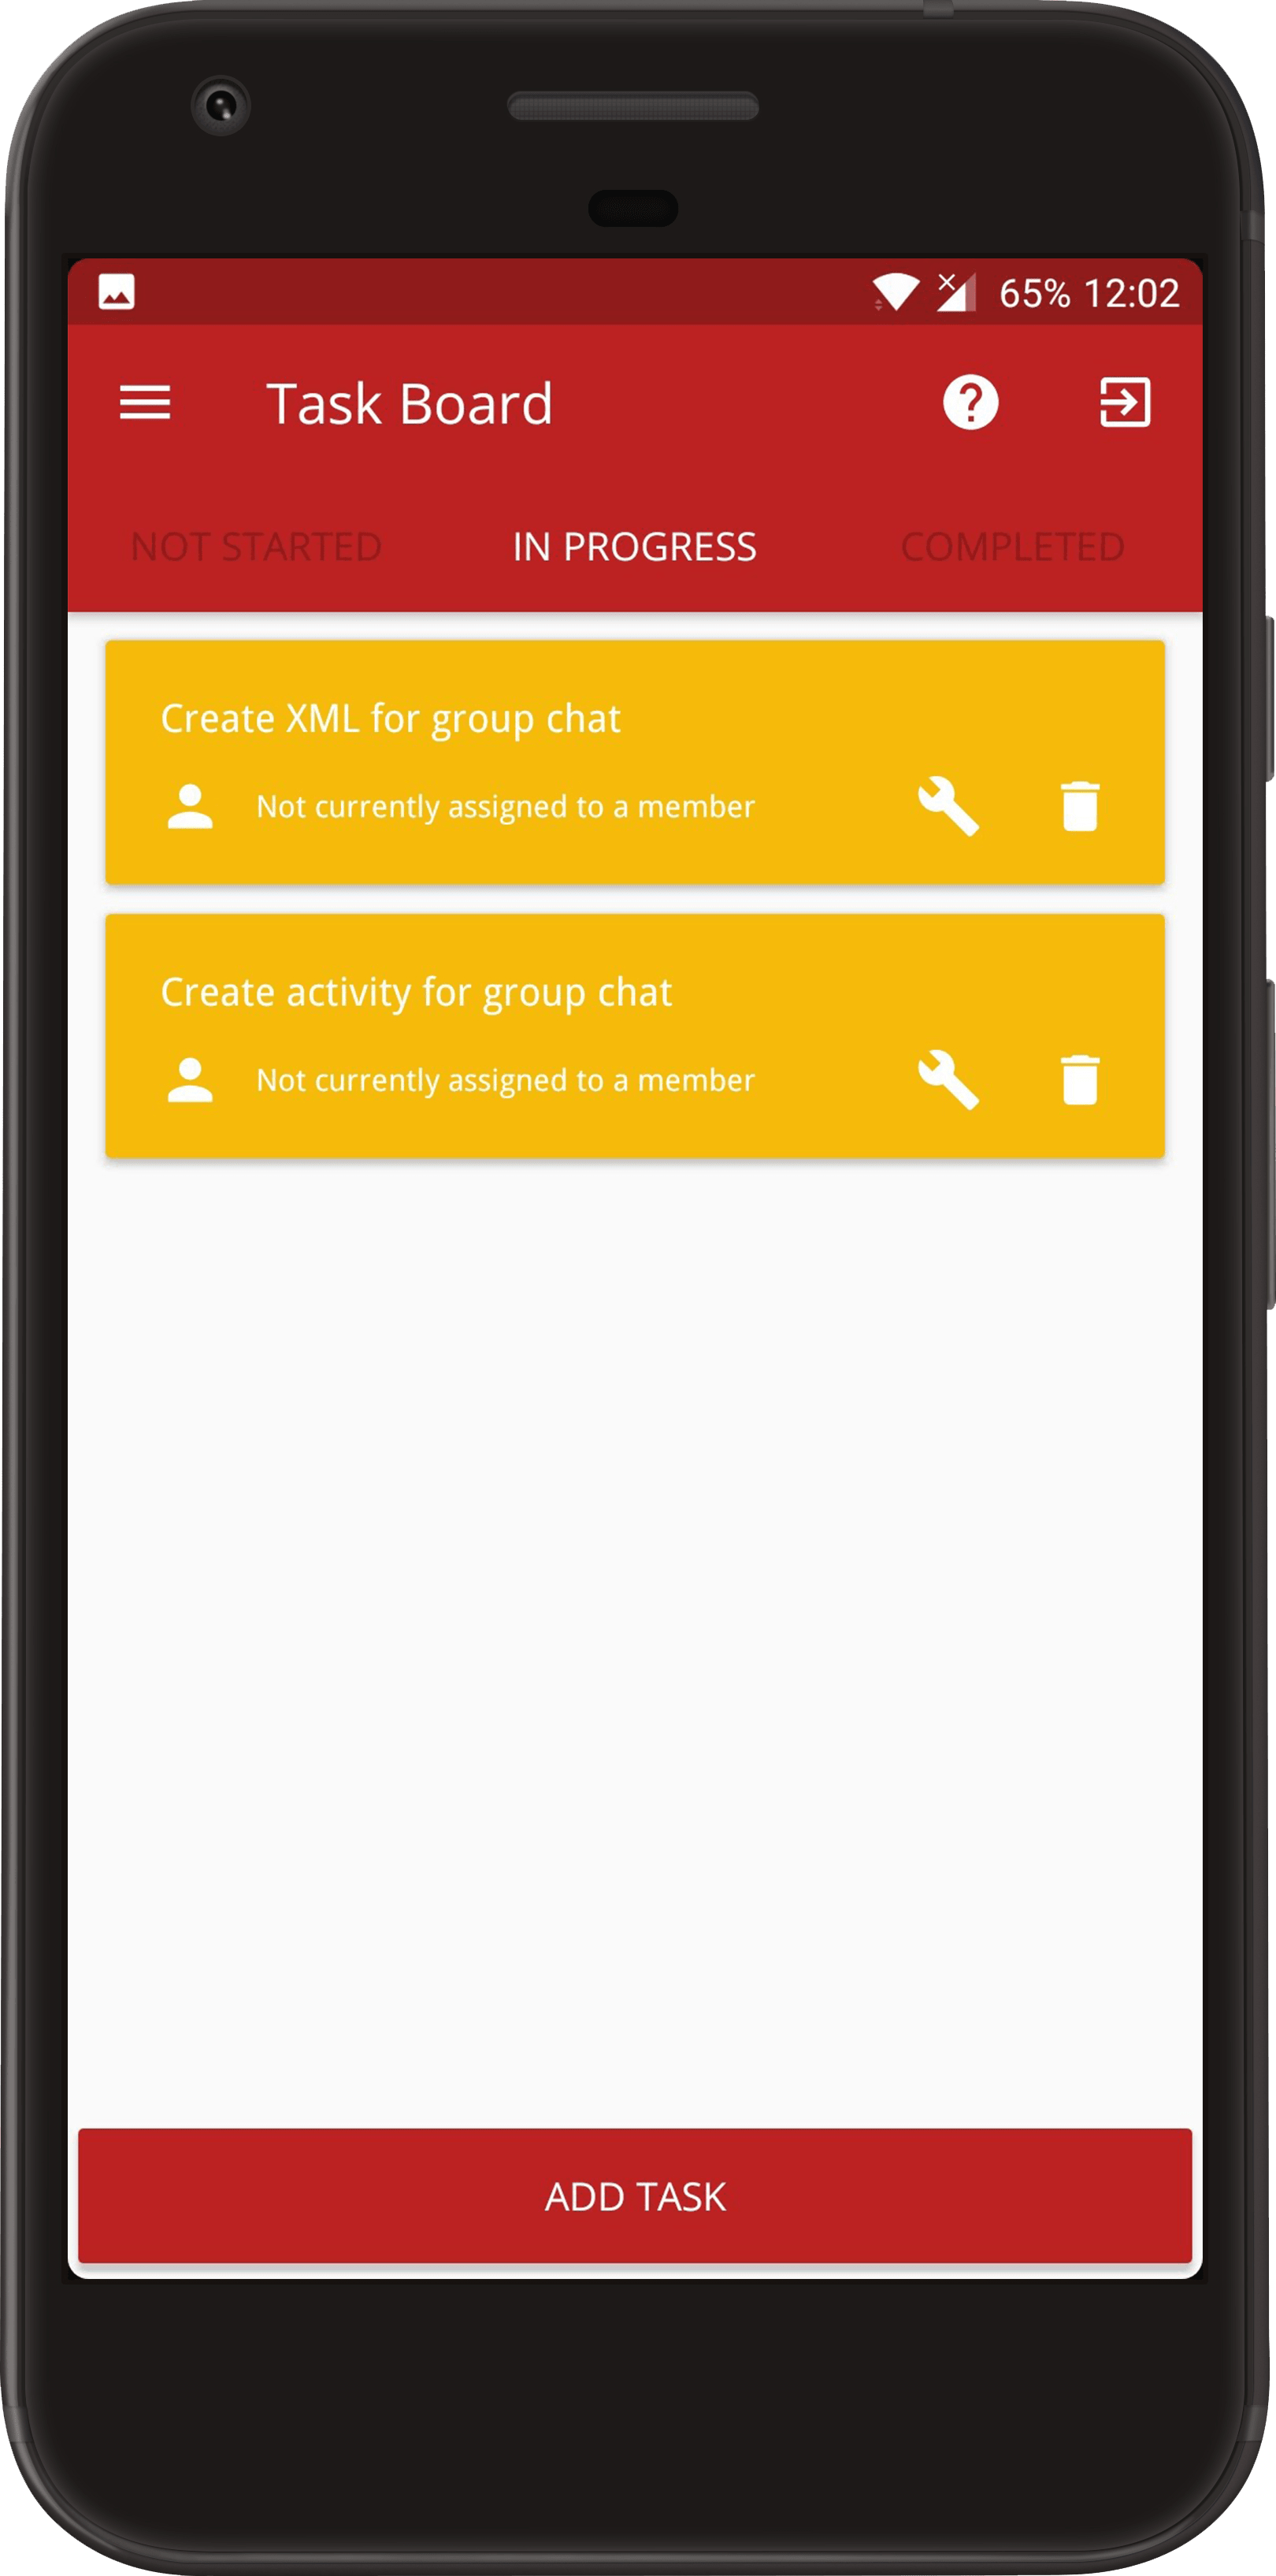 65% 12:02
Task Board
NOT STARTED IN PROGRESS COMPLETED
Create XML for group chat
Not currently assigned to a member
Create activity for group chat
Not currently assigned to a member
ADD TASK